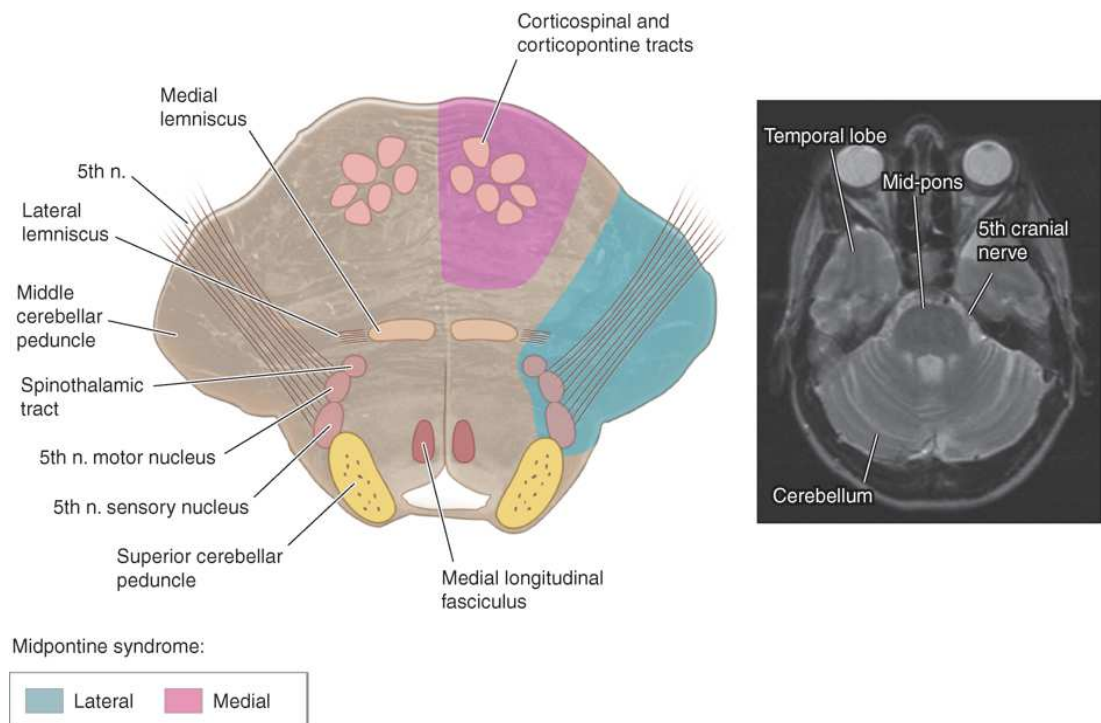 Corticospinal and
corticopontine tracts
Medial
lemniscus
5th n.
Lateral
lemniscus
Middle
cerebellar
peduncle
Spinothalamic
tract
5th n. motor nucleus
5th n. sensory nucleus
Superior cerebellar
peduncle
Medial longitudinal
fasciculus
Temporal lobe
Mid-pons
5th cranial
nerve
Cerebellum
Midpontine syndrome:
Lateral Medial